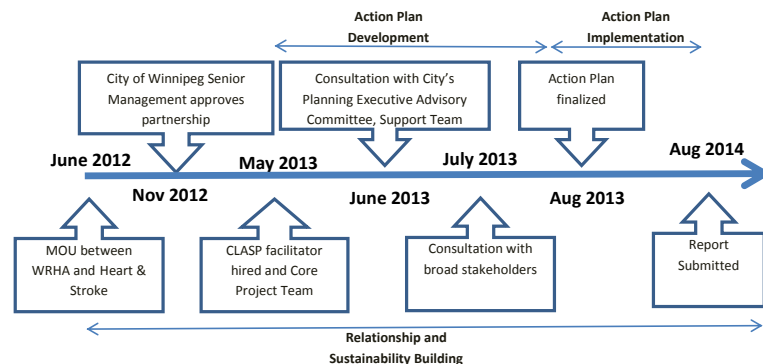 Action Plan
Development
Action Plan
Implementation
City of Winnipeg Senior
Management approves
partnership
Consultation with City's
Planning Executive Advisory
Committee, Support Team
Action Plan
finalized
June 2012
May 2013
July 2013
Aug 2014
Nov 2012
June 2013
Aug 2013
MOU between
WRHA and Heart &
Stroke
CLASP facilitator
hired and Core
Project Team
Consultation with
broad stakeholders
Report
Submitted
Relationship and
Sustainability Building